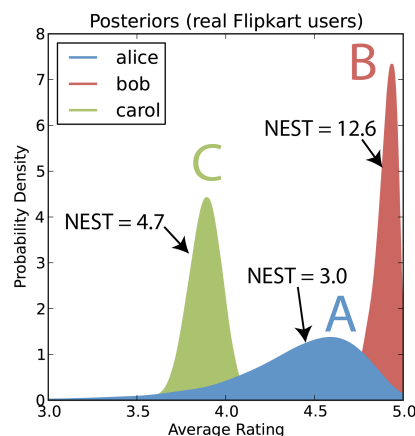 Posteriors (real Flipkart users)
8
7
6
5
4
3
2
1
0
Probability Density
alice
bob
carol
B
NEST = 12.6
C
NEST = 4.7
NEST = 3.0
A
3.0 3.5 4.0 4.5 5.0
Average Rating